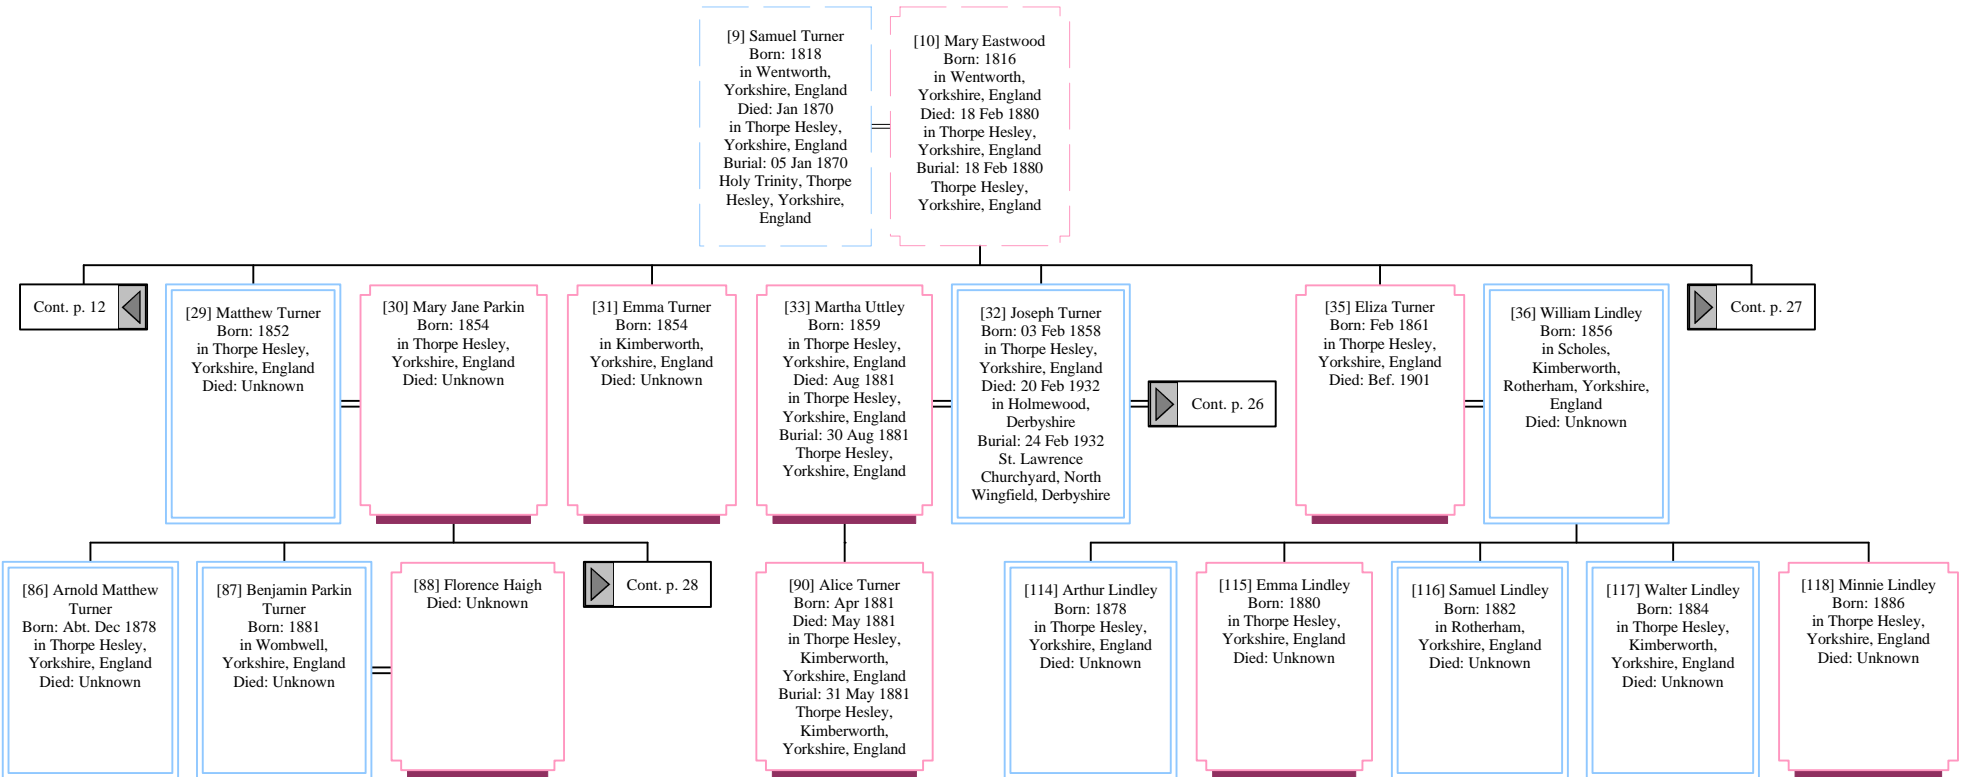 [9] Samuel Turner
Born: 1818
in Wentworth,
Yorkshire, England
Died: Jan 1870
in Thorpe Hesley,
Yorkshire, England
Burial: 05 Jan 1870
Holy Trinity, Thorpe
Hesley, Yorkshire,
England
[10] Mary Eastwood
Born: 1816
in Wentworth,
Yorkshire, England
Died: 18 Feb 1880
in Thorpe Hesley,
Yorkshire, England
Burial: 18 Feb 1880
Thorpe Hesley,
Yorkshire, England
Cont. p. 12
[29] Matthew Turner
Born: 1852
in Thorpe Hesley,
Yorkshire, England
Died: Unknown
[30] Mary Jane Parkin
Born: 1854
in Thorpe Hesley,
Yorkshire, England
Died: Unknown
[31] Emma Turner
Born: 1854
in Kimberworth,
Yorkshire, England
Died: Unknown
[33] Martha Uttley
Born: 1859
in Thorpe Hesley,
Yorkshire, England
Died: Aug 1881
in Thorpe Hesley,
Yorkshire, England
Burial: 30 Aug 1881
Thorpe Hesley,
Yorkshire, England
[32] Joseph Turner
Born: 03 Feb 1858
in Thorpe Hesley,
Yorkshire, England
Died: 20 Feb 1932
in Holmewood,
Derbyshire
Burial: 24 Feb 1932
St. Lawrence
Churchyard, North
Wingfield, Derbyshire
Cont. p. 26
[35] Eliza Turner
Born: Feb 1861
in Thorpe Hesley,
Yorkshire, England
Died: Bef. 1901
[36] William Lindley
Born: 1856
in Scholes,
Kimberworth,
Rotherham, Yorkshire,
England
Died: Unknown
Cont. p. 27
[86] Arnold Matthew
Turner
Born: Abt. Dec 1878
in Thorpe Hesley,
Yorkshire, England
Died: Unknown
[87] Benjamin Parkin
Turner
Born: 1881
in Wombwell,
Yorkshire, England
Died: Unknown
[88] Florence Haigh
Died: Unknown
Cont. p. 28
[90] Alice Turner
Born: Apr 1881
Died: May 1881
in Thorpe Hesley,
Kimberworth,
Yorkshire, England
Burial: 31 May 1881
Thorpe Hesley,
Kimberworth,
Yorkshire, England
[114] Arthur Lindley
Born: 1878
in Thorpe Hesley,
Yorkshire, England
Died: Unknown
[115] Emma Lindley
Born: 1880
in Thorpe Hesley,
Yorkshire, England
Died: Unknown
[116] Samuel Lindley
Born: 1882
in Rotherham,
Yorkshire, England
Died: Unknown
[117] Walter Lindley
Born: 1884
in Thorpe Hesley,
Kimberworth,
Yorkshire, England
Died: Unknown
[118] Minnie Lindley
Born: 1886
in Thorpe Hesley,
Yorkshire, England
Died: Unknown